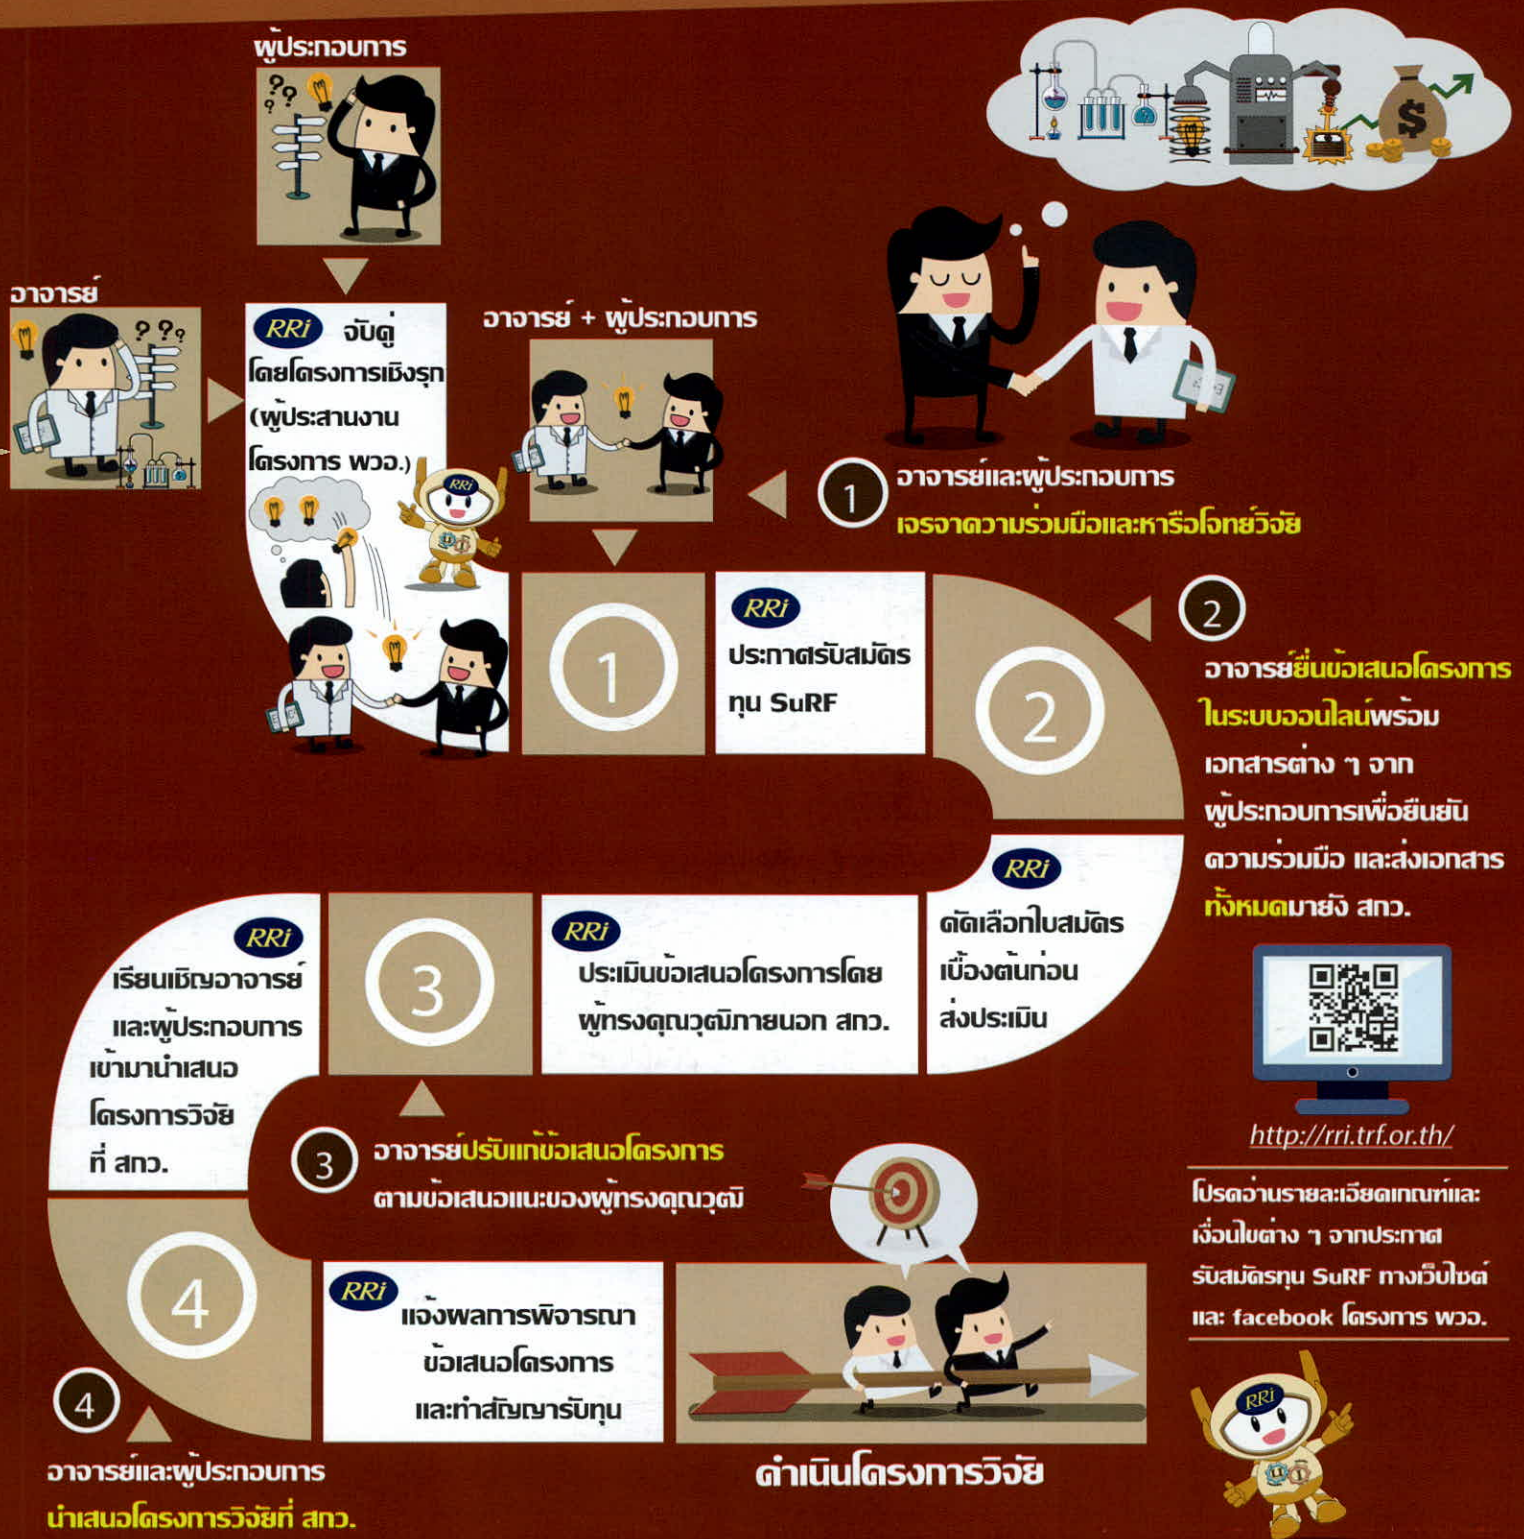 ผู้ประกอบการ
อาจารย์
RRi จับคู่
โดยโครงการเชิงรุก
(ผู้ประสานงาน
โครงการ พวอ.)
RRi
อาจารย์ + ผู้ประกอบการ
1 อาจารย์และผู้ประกอบการ
เจรจาความร่วมมือและหารือโจทย์วิจัย
1
RRi
ประกาศรับสมัคร
ทุน SuRF
2
2
อาจารย์ยื่นข้อเสนอโครงการ
ในระบบออนไลน์พร้อม
เอกสารต่าง ๆ จาก
ผู้ประกอบการเพื่อยืนยัน
ความร่วมมือ และส่งเอกสาร
ทั้งหมดมายัง สกว.
RRi
คัดเลือกใบสมัคร
เบื้องต้นก่อน
ส่งประเมิน
RRi
ประเมินข้อเสนอโครงการโดย
ผู้ทรงคุณวุฒิภายนอก สกว.
3
3 อาจารย์ปรับแก้ข้อเสนอโครงการ
ตามข้อเสนอแนะของผู้ทรงคุณวุฒิ
RRi
เรียนเชิญอาจารย์
และผู้ประกอบการ
เข้ามานำเสนอ
โครงการวิจัย
ที่ สกว.
4
4
อาจารย์และผู้ประกอบการ
นำเสนอโครงการวิจัยที่ สกว.
RRi
แจ้งผลการพิจารณา
ข้อเสนอโครงการ
และทำสัญญารับทุน
ดำเนินโครงการวิจัย
http://rri.trf.or.th/
โปรดอ่านรายละเอียดเกณฑ์และ
เงื่อนไขต่าง ๆ จากประกาศ
รับสมัครทุน SuRF ทางเว็บไซต์
และ facebook โครงการ พวอ.
RRi